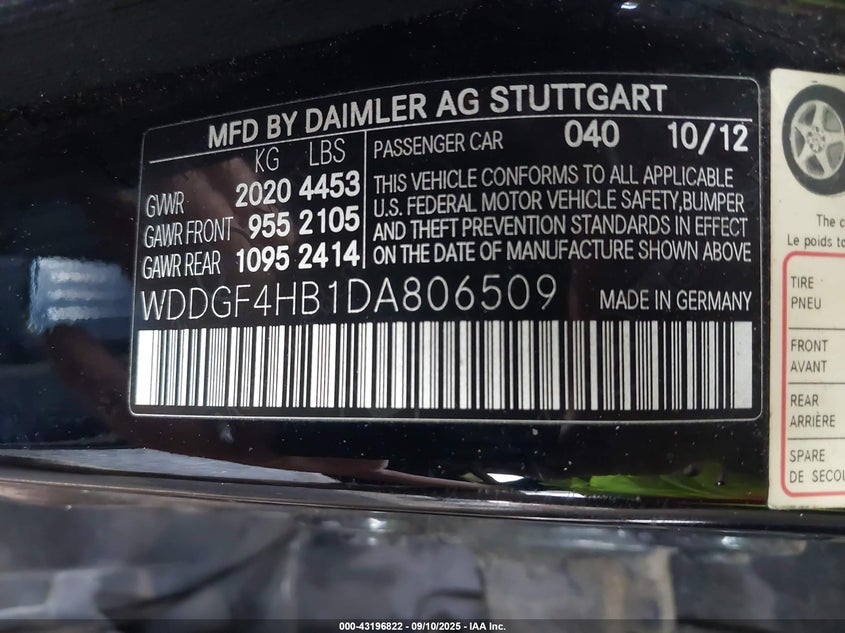 MFD BY DAIMLER AG STUTTGART
KG LBS
GVWR 2020 4453
GAWR FRONT 955 2105
GAWR REAR 1095 2414
PASSENGER CAR 040 10/12
THIS VEHICLE CONFORMS TO ALL APPLICABLE
U.S. FEDERAL MOTOR VEHICLE SAFETY, BUMPER
AND THEFT PREVENTION STANDARDS IN EFFECT
ON THE DATE OF MANUFACTURE SHOWN ABOVE
WDDGF4HB1DA806509 MADE IN GERMANY
The c
Le poids to
TIRE
PNEU
FRONT
AVANT
REAR
ARRIÈRE
SPARE
DE SECOU
000-43196822 — 09/10/2025 — IAA Inc.